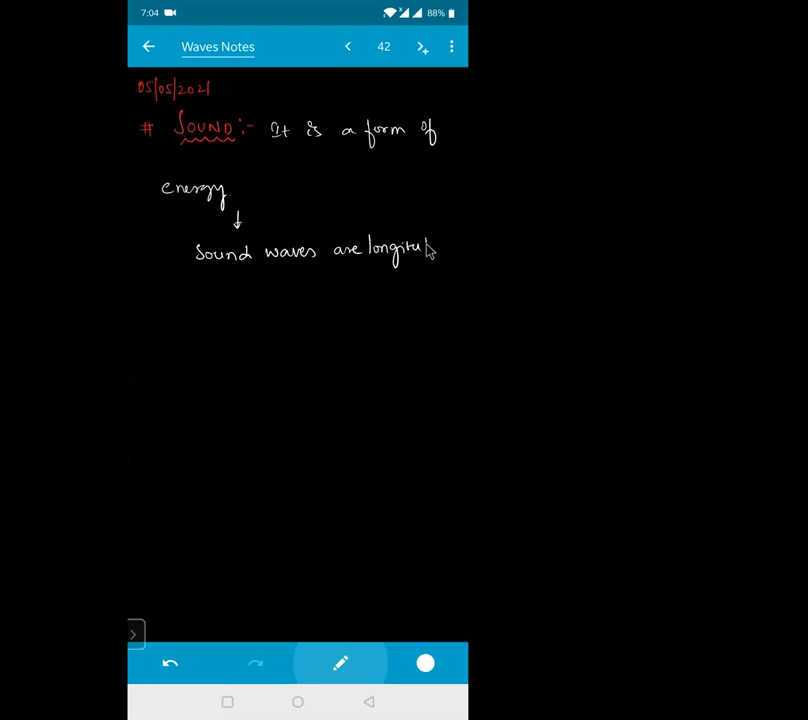 7:04 88%
Waves Notes 42
05/05/2021
# SOUND :- It is a form of
energy.
Sound waves are longitu